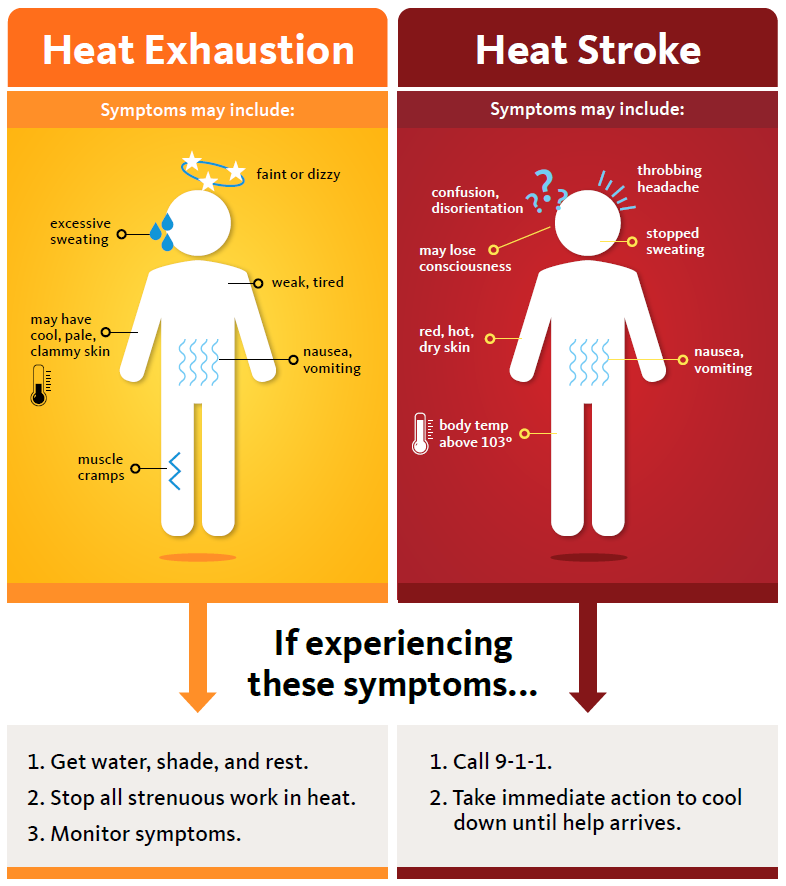 Heat Exhaustion
Symptoms may include:
faint or dizzy
excessive
sweating
weak, tired
may have
cool, pale,
clammy skin
nausea,
vomiting
muscle
cramps
Heat Stroke
Symptoms may include:
throbbing
headache
confusion,
disorientation
???
stopped
sweating
may lose
consciousness
red, hot,
dry skin
nausea,
vomiting
body temp
above 103º
If experiencing
these symptoms...
1. Get water, shade, and rest.
2. Stop all strenuous work in heat.
3. Monitor symptoms.
1. Call 9-1-1.
2. Take immediate action to cool
down until help arrives.